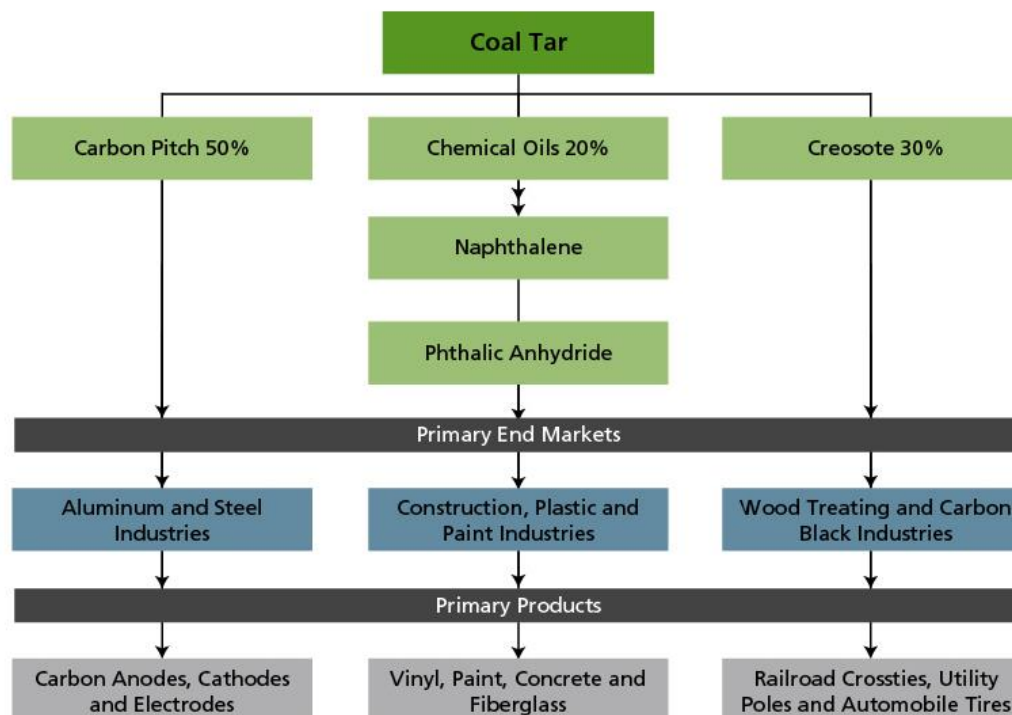 Coal Tar
Carbon Pitch 50%
Chemical Oils 20%
Creosote 30%
Naphthalene
Phthalic Anhydride
Primary End Markets
Aluminum and Steel
Industries
Construction, Plastic and
Paint Industries
Wood Treating and Carbon
Black Industries
Primary Products
Carbon Anodes, Cathodes
and Electrodes
Vinyl, Paint, Concrete and
Fiberglass
Railroad Crossties, Utility
Poles and Automobile Tires